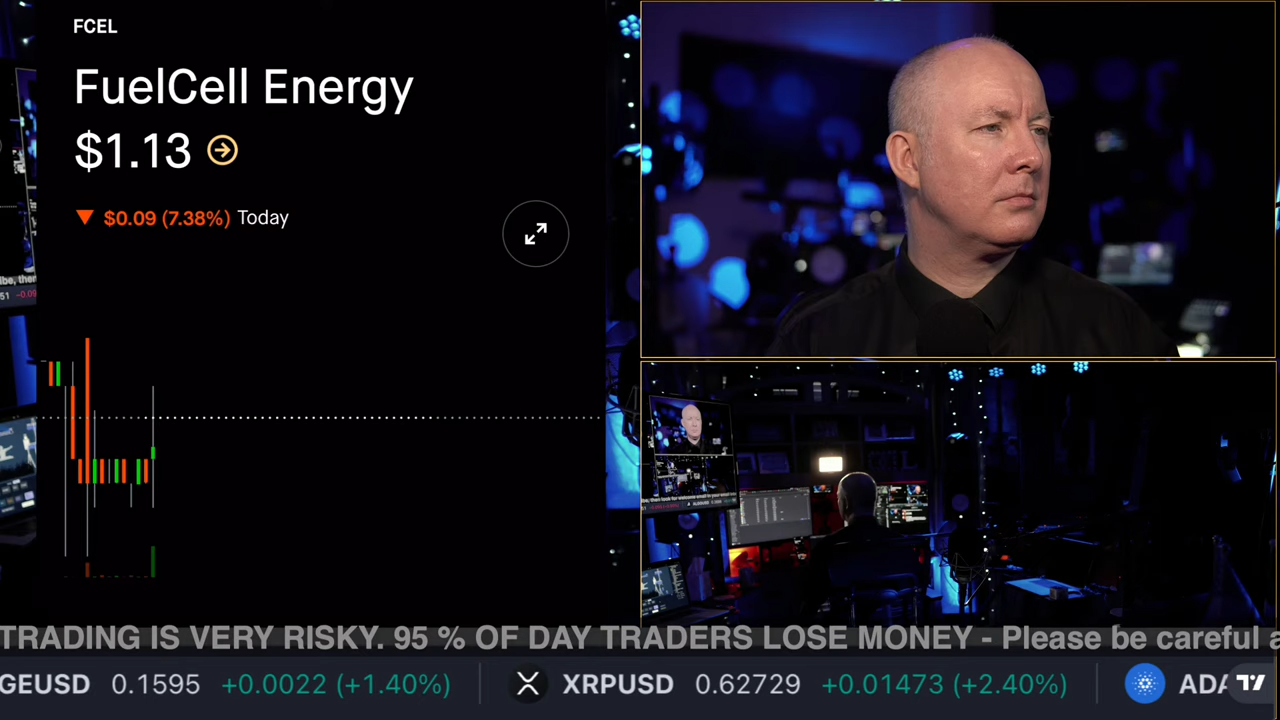 FCEL
FuelCell Energy
$1.13
$0.09 (7.38%) Today
TRADING IS VERY RISKY. 95 % OF DAY TRADERS LOSE MONEY - Please be careful a
GEUSD 0.1595 +0.0022 (+1.40%) XRPUSD 0.62729 +0.01473 (+2.40%) ADA